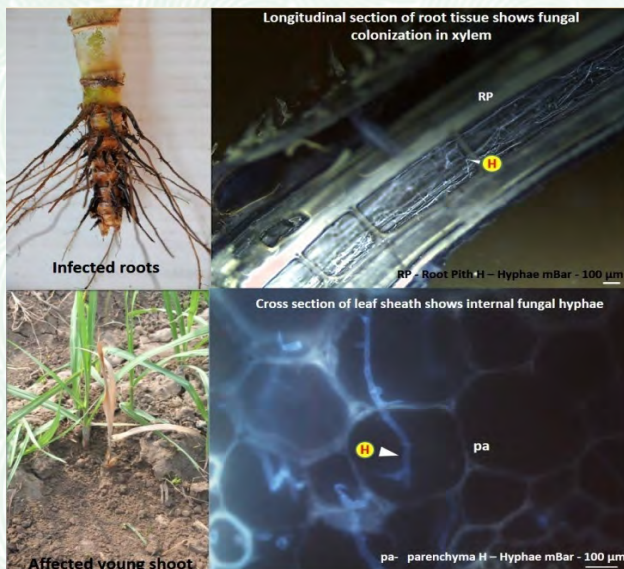 Longitudinal section of root tissue shows fungal
colonization in xylem
RP
H
Infected roots
RP - Root Pith H – Hyphae mBar - 100 µm
Cross section of leaf sheath shows internal fungal hyphae
H
pa
Affected young shoot
pa- parenchyma H – Hyphae mBar - 100 µm